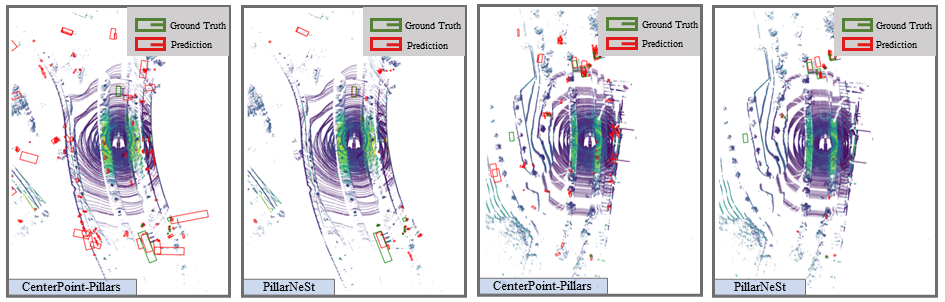 Ground Truth
Prediction
CenterPoint-Pillars
Ground Truth
Prediction
PillarNeSt
Ground Truth
Prediction
CenterPoint-Pillars
Ground Truth
Prediction
PillarNeSt